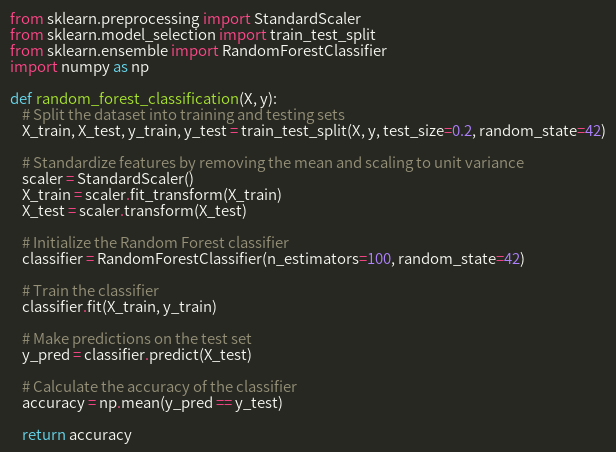 from sklearn.preprocessing import StandardScaler
from sklearn.model_selection import train_test_split
from sklearn.ensemble import RandomForestClassifier
import numpy as np

def random_forest_classification(X, y):
    # Split the dataset into training and testing sets
    X_train, X_test, y_train, y_test = train_test_split(X, y, test_size=0.2, random_state=42)

    # Standardize features by removing the mean and scaling to unit variance
    scaler = StandardScaler()
    X_train = scaler.fit_transform(X_train)
    X_test = scaler.transform(X_test)

    # Initialize the Random Forest classifier
    classifier = RandomForestClassifier(n_estimators=100, random_state=42)

    # Train the classifier
    classifier.fit(X_train, y_train)

    # Make predictions on the test set
    y_pred = classifier.predict(X_test)

    # Calculate the accuracy of the classifier
    accuracy = np.mean(y_pred == y_test)

    return accuracy